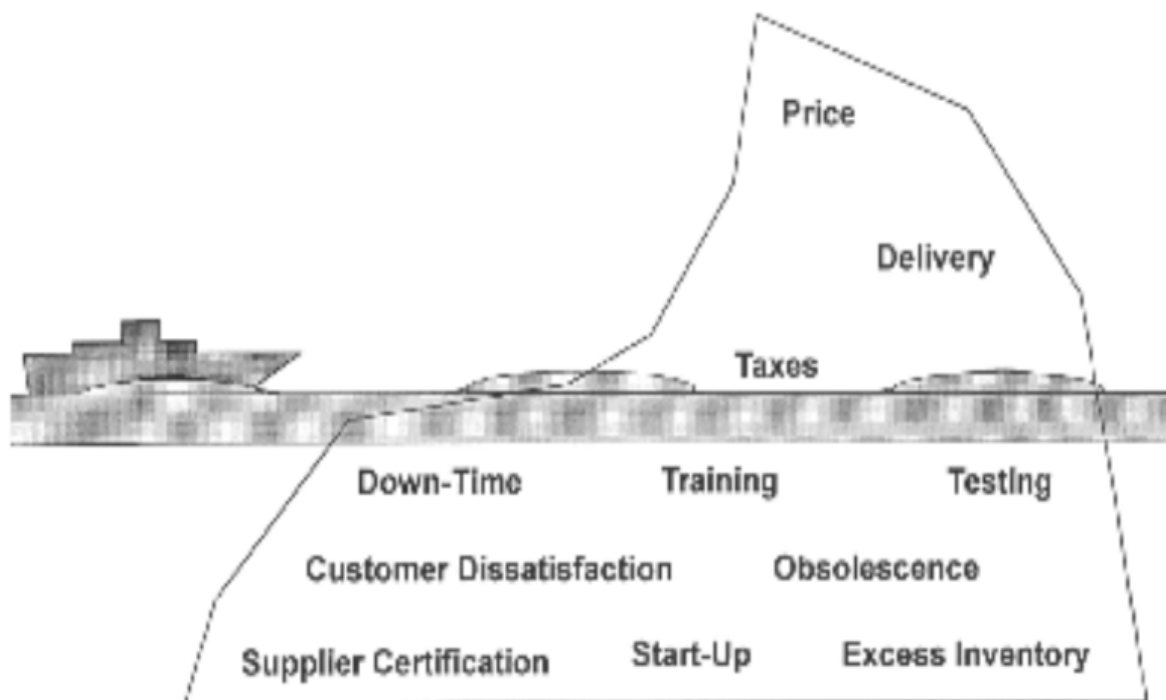 Price
Delivery
Taxes
Down-Time Training Testing
Customer Dissatisfaction Obsolescence
Supplier Certification Start-Up Excess Inventory